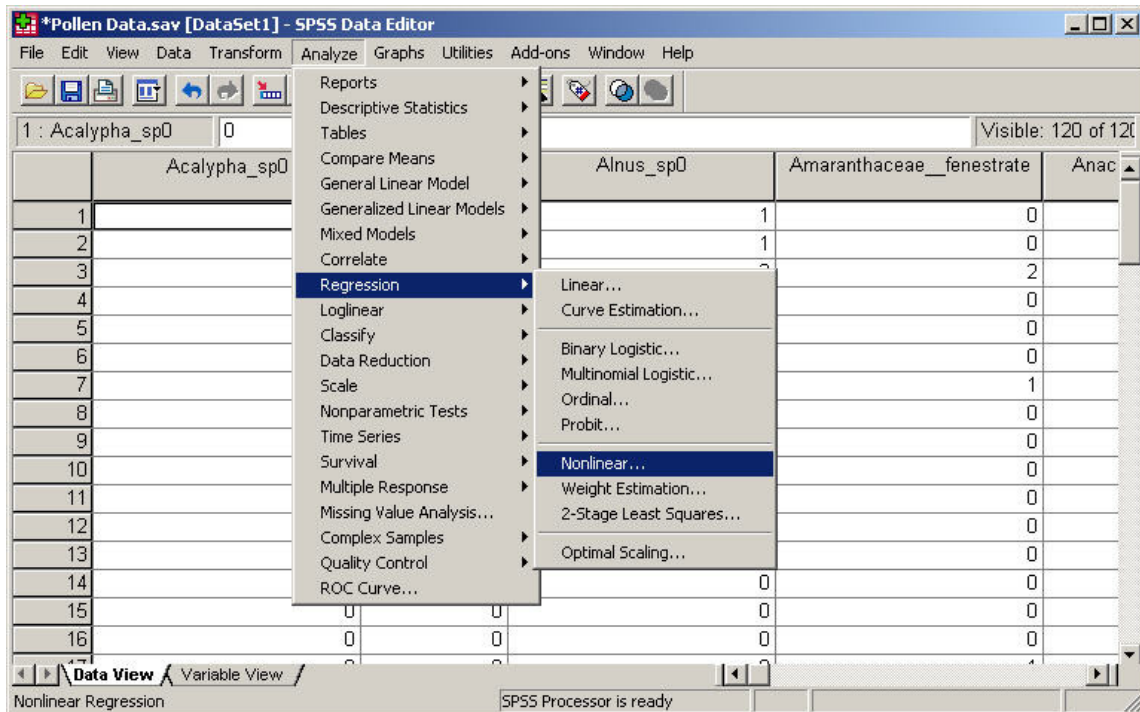 *Pollen Data.sav [DataSet1] - SPSS Data Editor
File Edit View Data Transform Analyze Graphs Utilities Add-ons Window Help
1 : Acalypha_sp0 0 Visible: 120 of 120
Acalypha_sp0 Alnus_sp0 Amaranthaceae__fenestrate Anac
Reports
Descriptive Statistics
Tables
Compare Means
General Linear Model
Generalized Linear Models
Mixed Models
Correlate
Regression
Loglinear
Classify
Data Reduction
Scale
Nonparametric Tests
Time Series
Survival
Multiple Response
Missing Value Analysis...
Complex Samples
Quality Control
ROC Curve...
Linear...
Curve Estimation...
Binary Logistic...
Multinomial Logistic...
Ordinal...
Probit...
Nonlinear...
Weight Estimation...
2-Stage Least Squares...
Optimal Scaling...
1 1 0
2 1 0
3 2
4 0
5 0
6 0
7 1
8 0
9 0
10 0
11 0
12 0
13 0
14 0 0
15 0 0 0 0
16 0 0 0 0
Data View Variable View
Nonlinear Regression SPSS Processor is ready